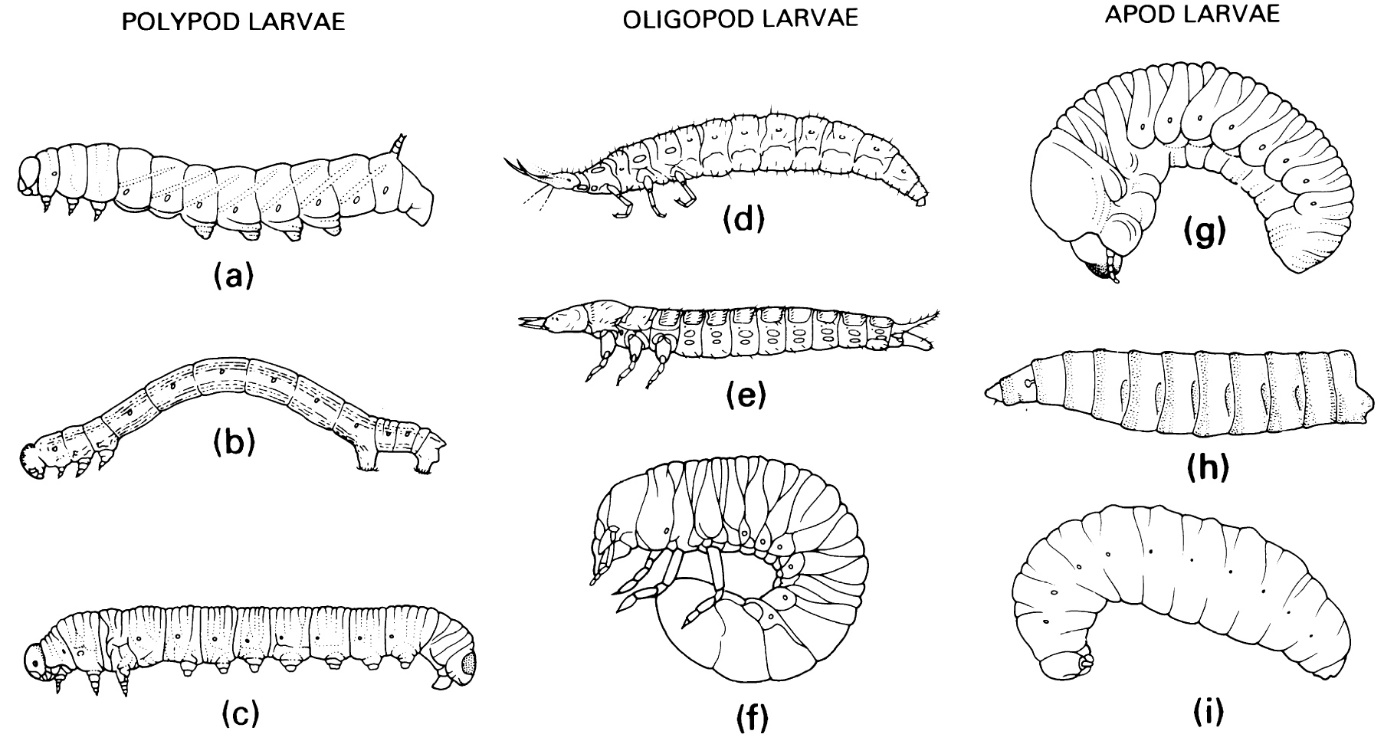 POLYPOD LARVAE
OLIGOPOD LARVAE
APOD LARVAE
(a)
(b)
(c)
(d)
(e)
(f)
(g)
(h)
(i)